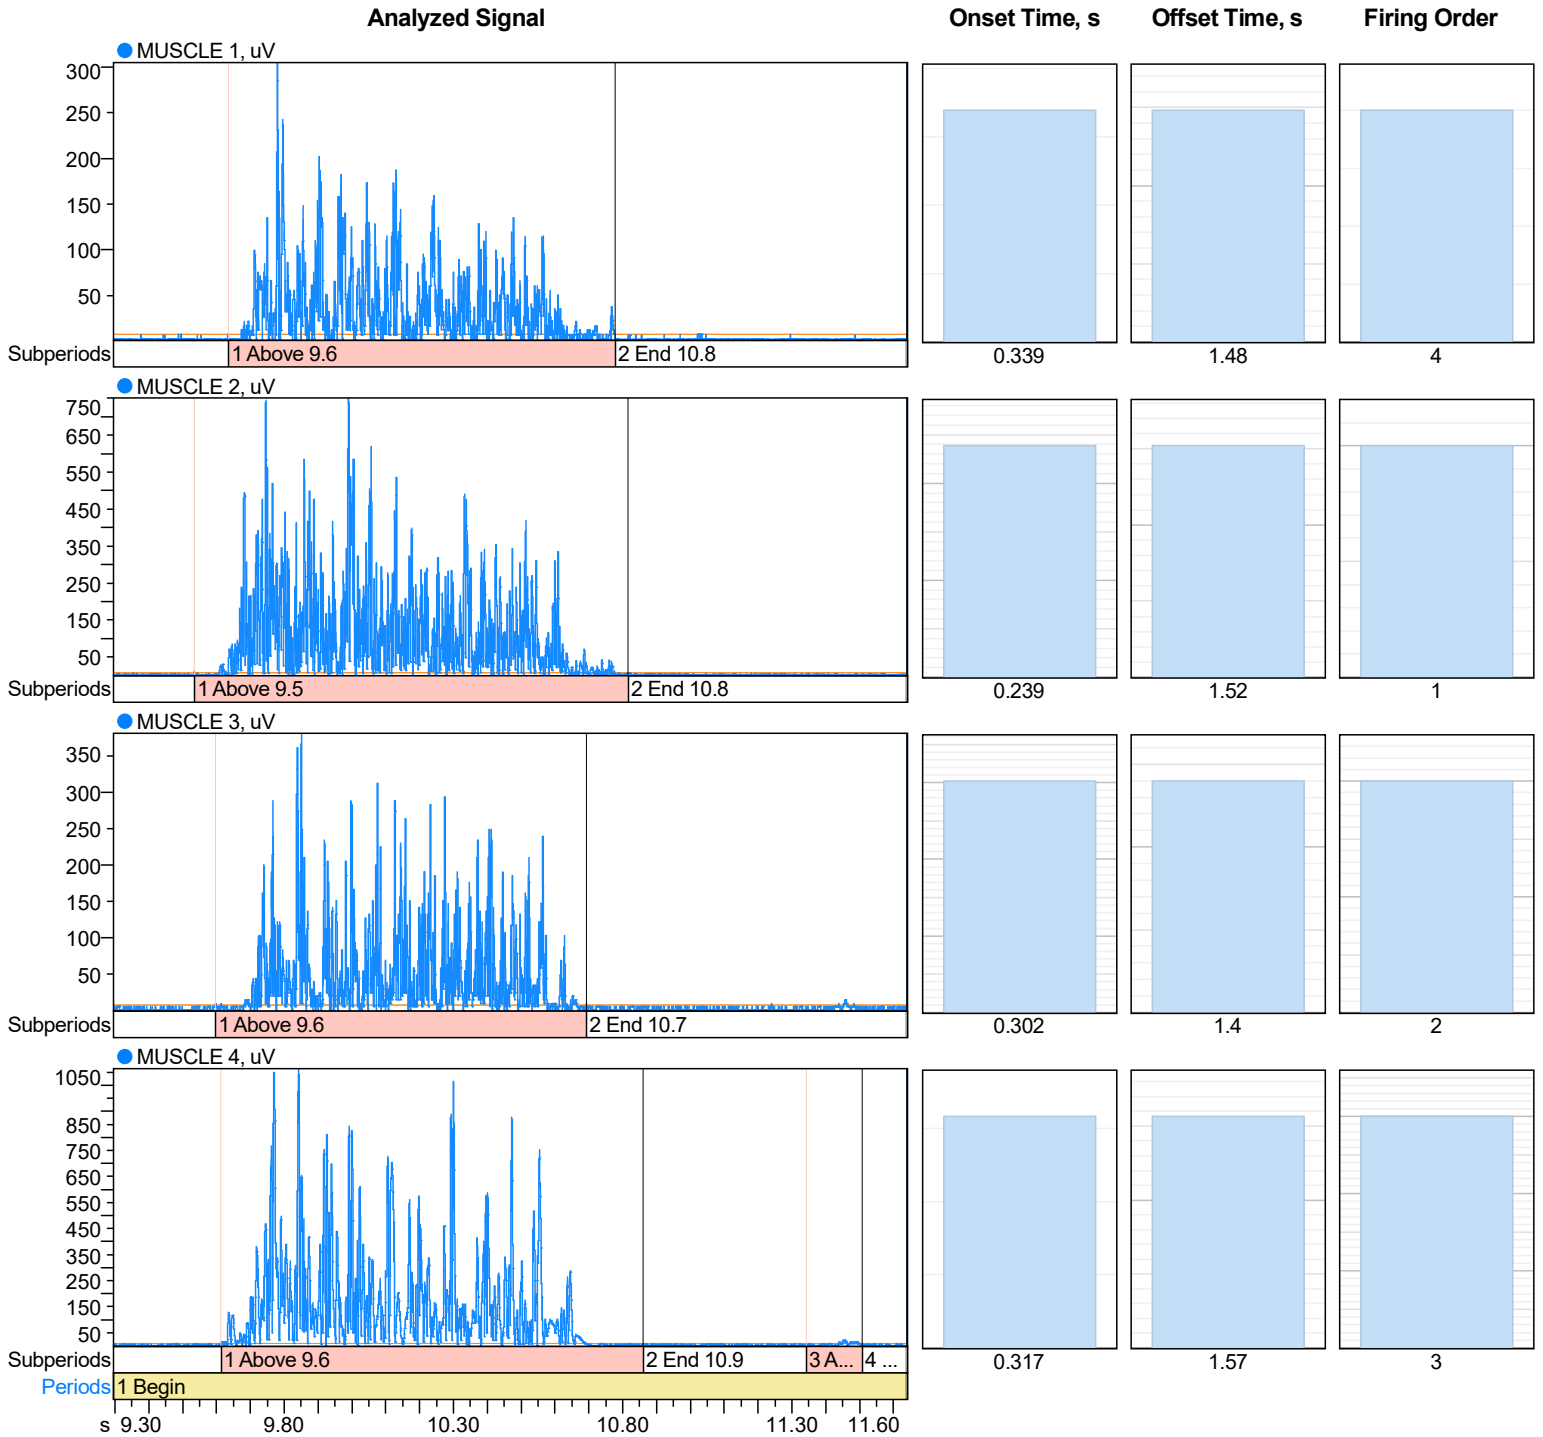 Analyzed Signal
Onset Time, s
Offset Time, s
Firing Order
MUSCLE 1, uV
300
250
200
150
100
50
Subperiods
1 Above 9.6
2 End 10.8
0.339
1.48
4
MUSCLE 2, uV
750
650
550
450
350
250
150
50
Subperiods
1 Above 9.5
2 End 10.8
0.239
1.52
1
MUSCLE 3, uV
350
300
250
200
150
100
50
Subperiods
1 Above 9.6
2 End 10.7
0.302
1.4
2
MUSCLE 4, uV
1050
850
750
650
550
450
350
250
150
50
Subperiods
1 Above 9.6
2 End 10.9
3 A...
4 ...
0.317
1.57
3
Periods
1 Begin
s 9.30 9.80 10.30 10.80 11.30 11.60